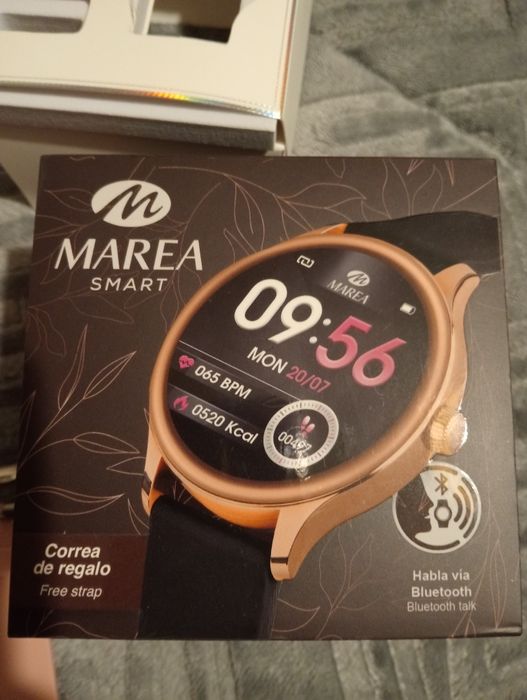 M
MAREA
SMART
MAREA
09:56
MON 20/07
065 BPM
0520 Kcal
Correa
de regalo
Free strap
Habla vía
Bluetooth
Bluetooth talk